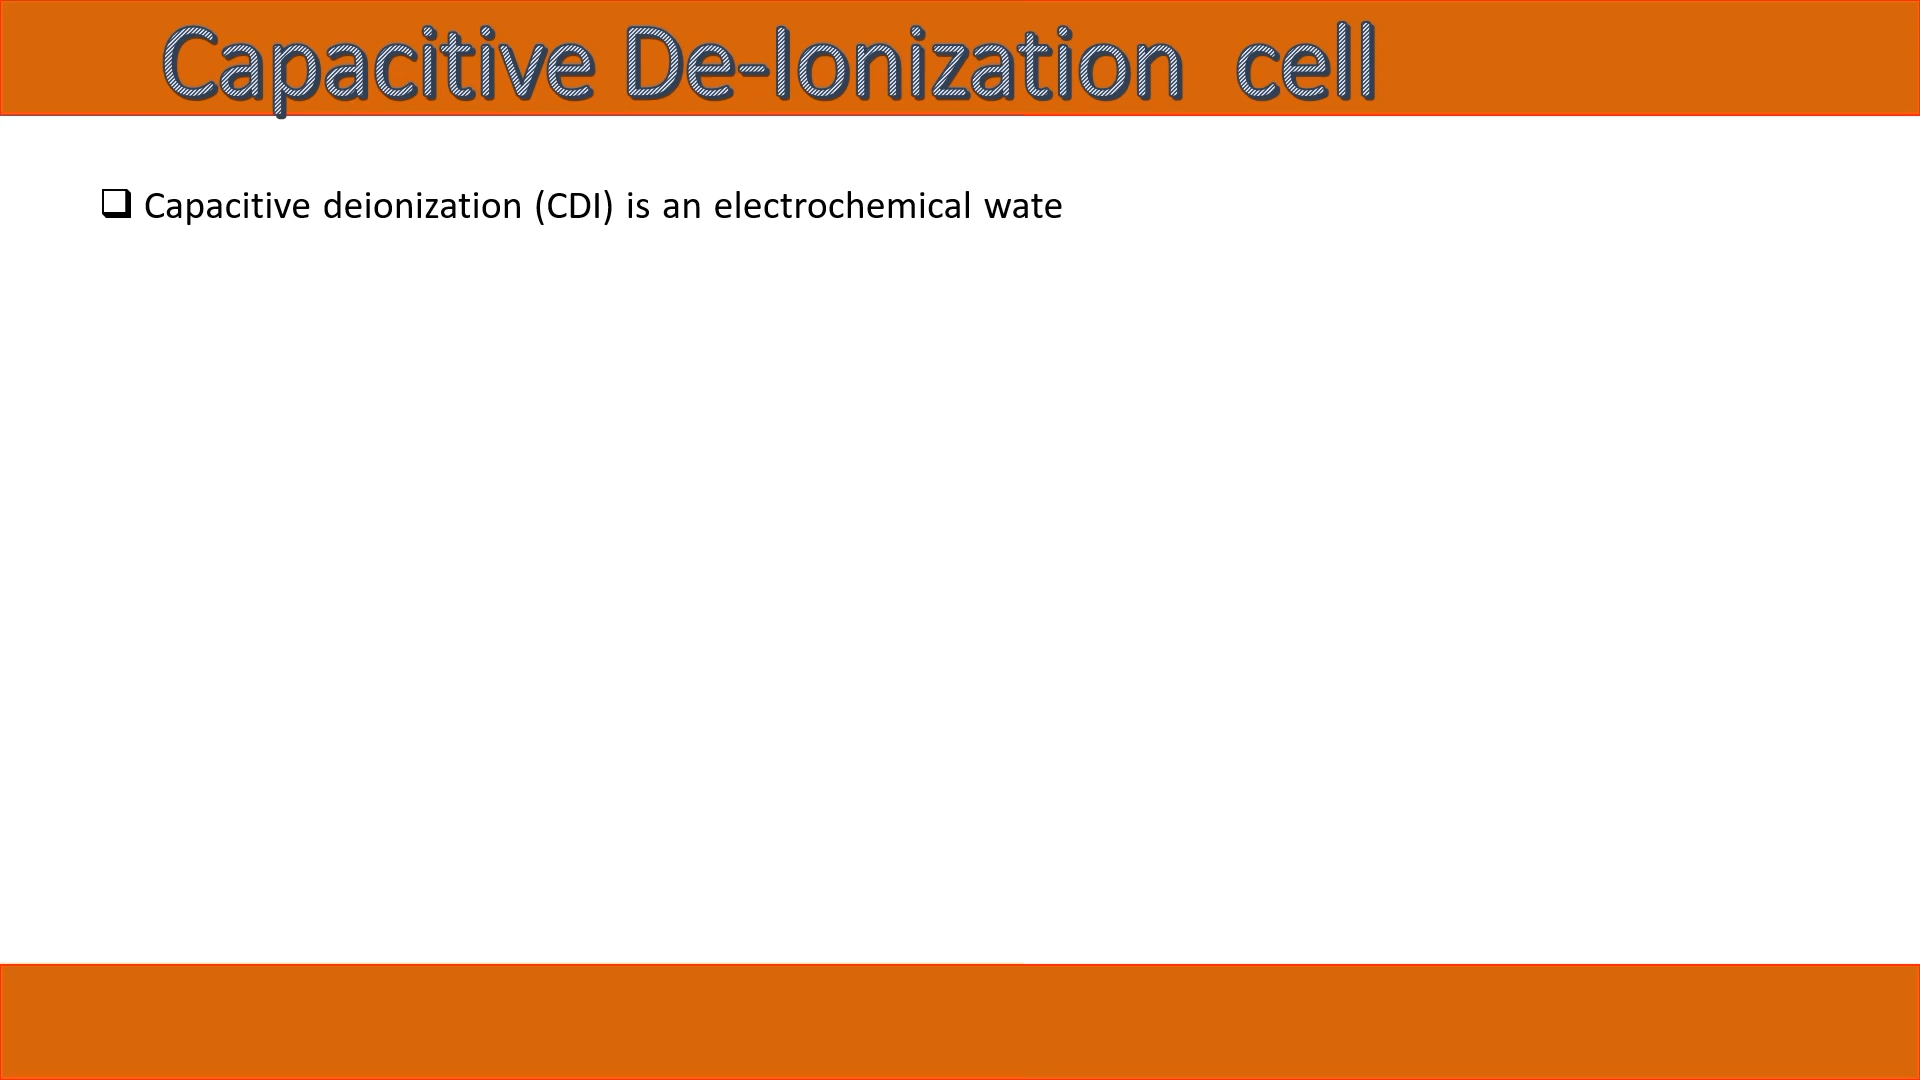 Capacitive De-Ionization cell
Capacitive deionization (CDI) is an electrochemical wate